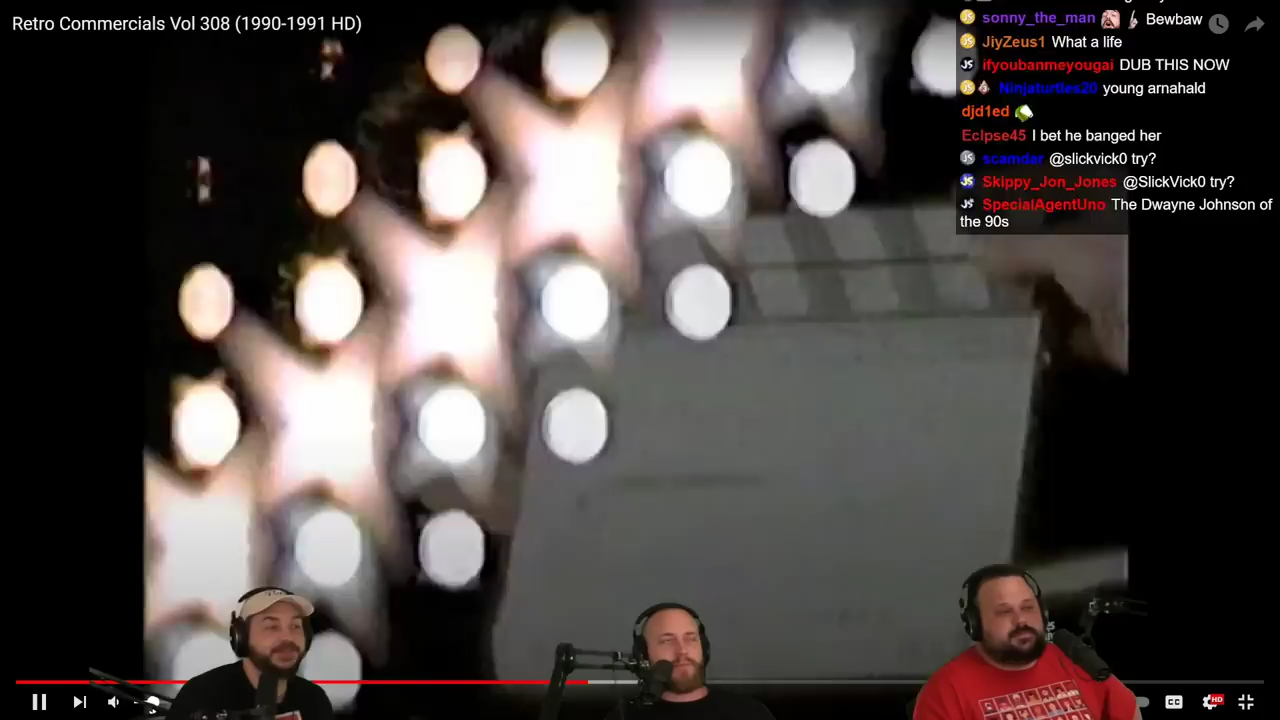 Retro Commercials Vol 308 (1990-1991 HD)
sonny_the_man Bewbaw
JiyZeus1 What a life
ifyoubanmeyougai DUB THIS NOW
Ninjaturtles20 young arnahald
djd1ed
Eclpse45 I bet he banged her
scamdar @slickvick0 try?
Skippy_Jon_Jones @SlickVick0 try?
SpecialAgentUno The Dwayne Johnson of
the 90s
CC
HD